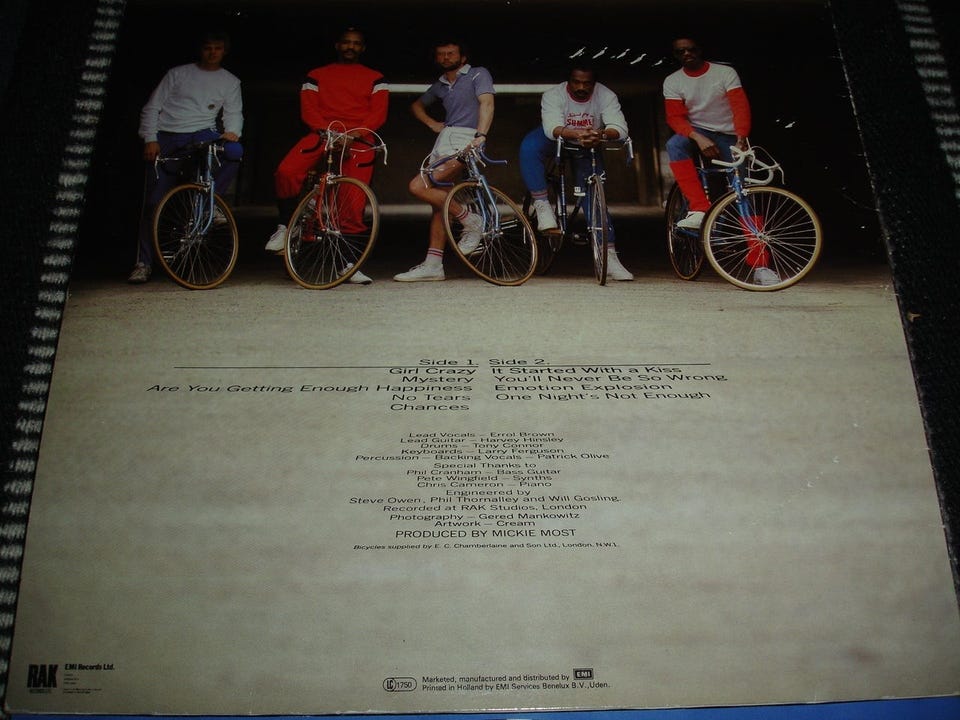 SUMMER
Side 1.
Girl Crazy
Mystery
Are You Getting Enough Happiness
No Tears
Chances
Side 2.
It Started With a Kiss
You'll Never Be So Wrong
Emotion Explosion
One Night's Not Enough
Lead Vocals – Errol Brown
Lead Guitar – Harvey Hinsley
Drums – Tony Connor
Keyboards – Larry Ferguson
Percussion – Backing Vocals – Patrick Olive
Special Thanks to
Phil Cranham – Bass Guitar
Pete Wingfield – Synths
Chris Cameron – Piano
Engineered by
Steve Owen, Phil Thornalley and Will Gosling.
Recorded at RAK Studios, London
Photography – Gered Mankowitz
Artwork – Cream
PRODUCED BY MICKIE MOST
Bicycles supplied by E. C. Chamberlaine and Son Ltd., London. N.W.1.
RAK
EMI Records Ltd.
LC 1750
Marketed, manufactured and distributed by EMI
Printed in Holland by EMI Services Benelux B.V., Uden.